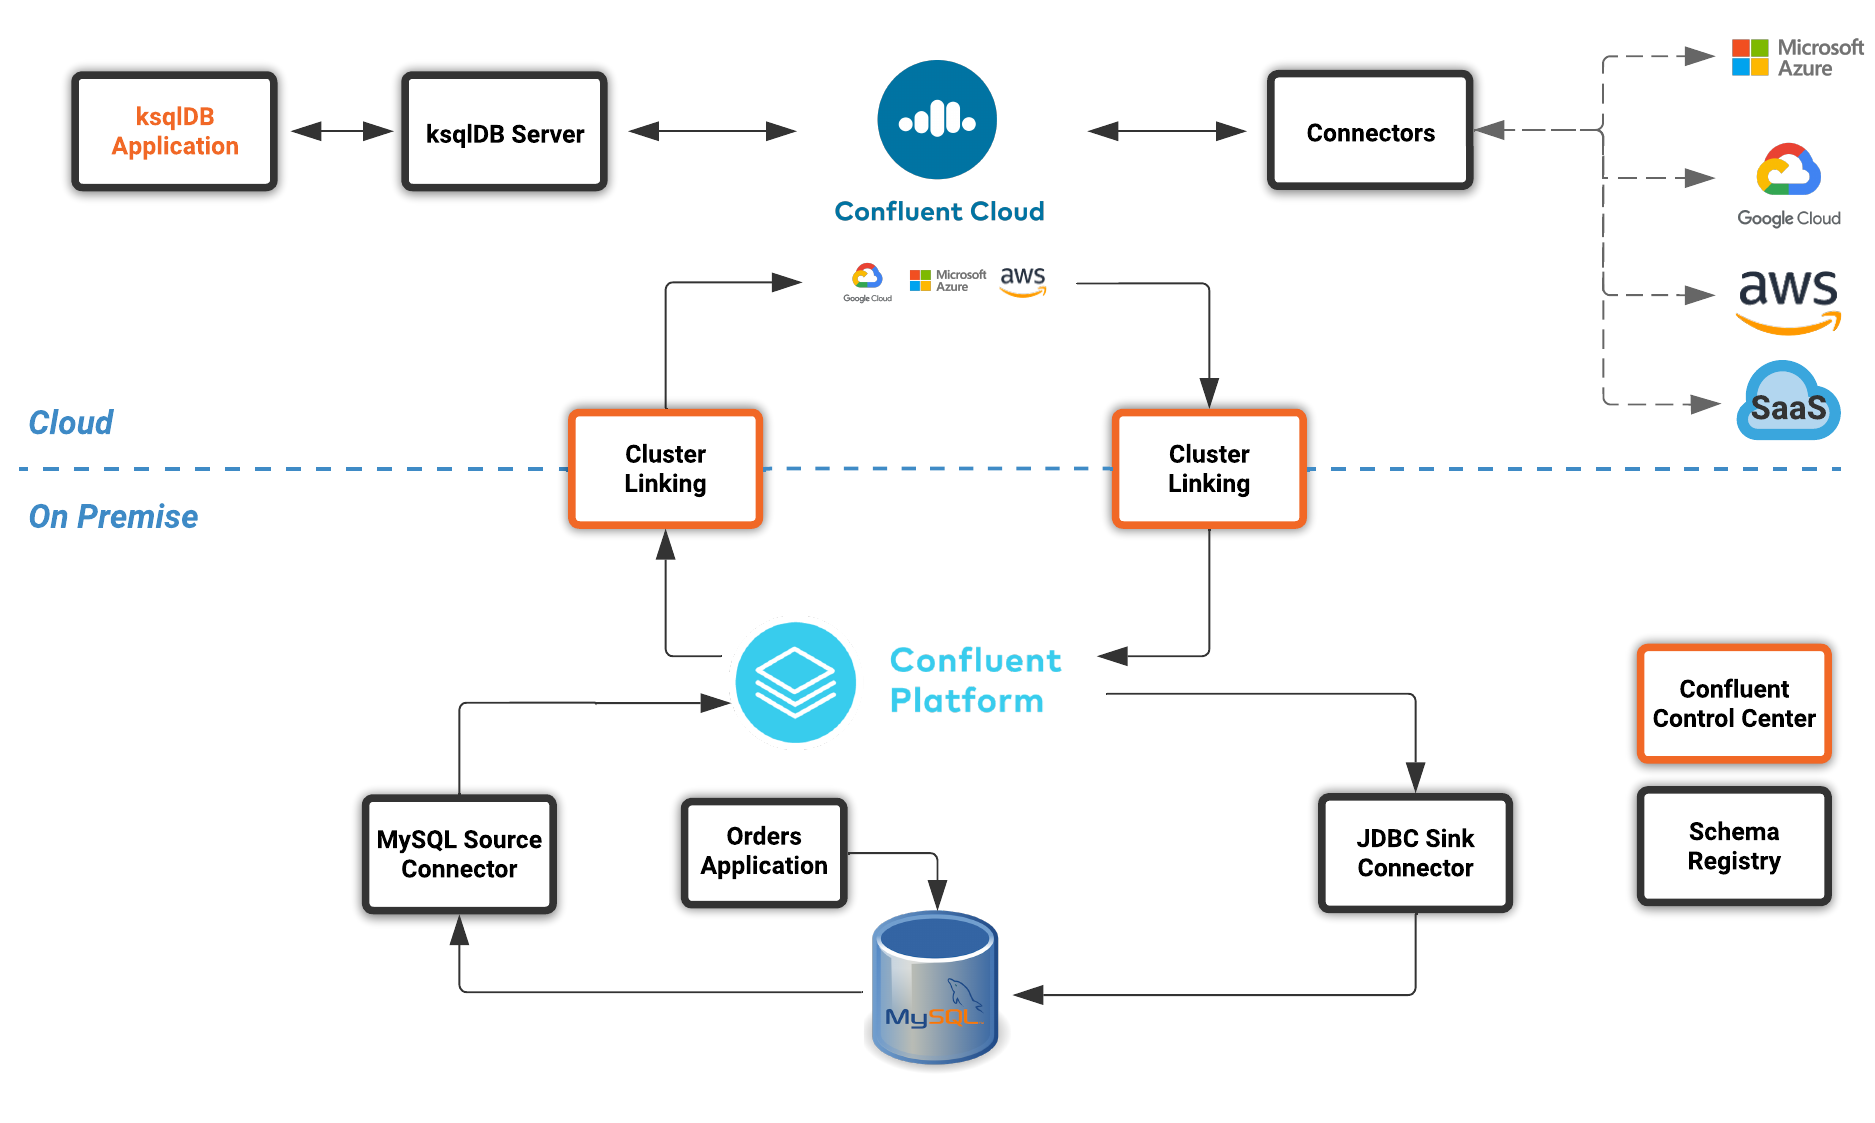 ksqlDB
Application
ksqlDB Server
Confluent Cloud
Connectors
Microsoft
Azure
Google Cloud
aws
SaaS
Google Cloud
Microsoft
Azure
aws
Cloud
Cluster
Linking
Cluster
Linking
On Premise
Confluent
Platform
Confluent
Control Center
MySQL Source
Connector
Orders
Application
JDBC Sink
Connector
Schema
Registry
MySQL